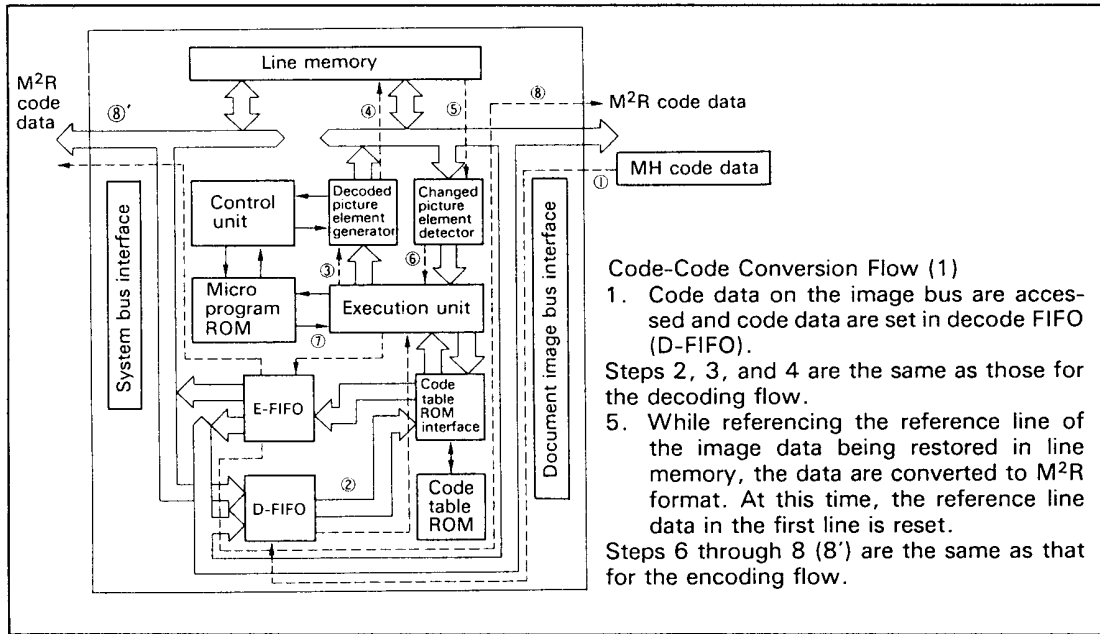 Line memory
M²R
code
data
⑧'
④
⑤
⑧
M²R code data
MH code data
①
System bus interface
Control
unit
Decoded
picture
element
generator
Changed
picture
element
detector
Document image bus interface
③
⑥
Micro
program
ROM
Execution unit
⑦
E-FIFO
Code
table
ROM
interface
②
D-FIFO
Code
table
ROM
Code-Code Conversion Flow (1)
1. Code data on the image bus are acces-
sed and code data are set in decode FIFO
(D-FIFO).
Steps 2, 3, and 4 are the same as those for
the decoding flow.
5. While referencing the reference line of
the image data being restored in line
memory, the data are converted to M²R
format. At this time, the reference line
data in the first line is reset.
Steps 6 through 8 (8') are the same as that
for the encoding flow.